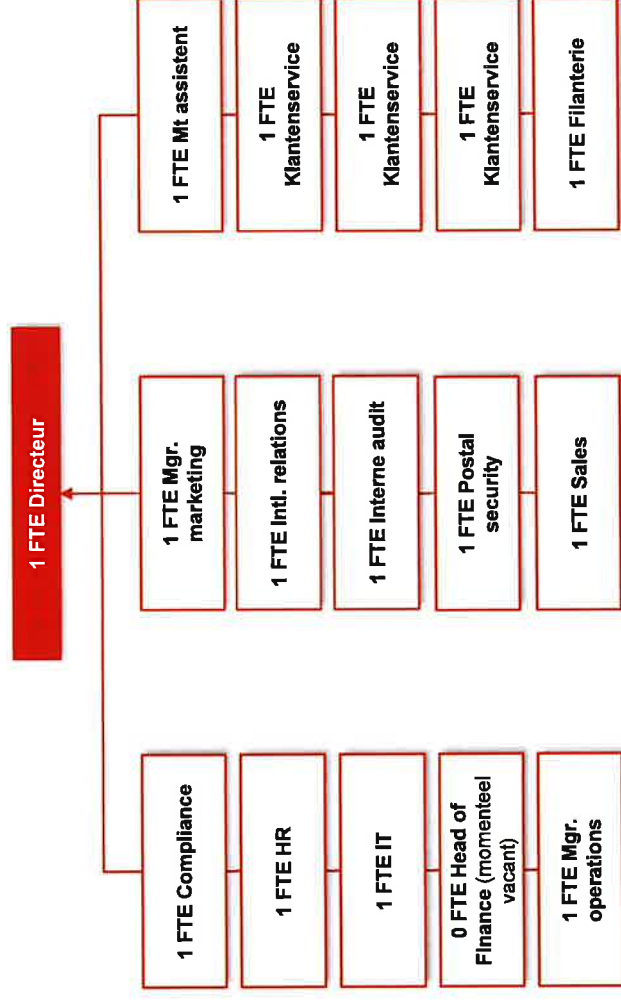 1 FTE Directeur
1 FTE Compliance
1 FTE HR
1 FTE IT
0 FTE Head of
Finance (momenteel
vacant)
1 FTE Mgr.
operations
1 FTE Mgr.
marketing
1 FTE Intl. relations
1 FTE Interne audit
1 FTE Postal
security
1 FTE Sales
1 FTE Mt assistent
1 FTE
Klantenservice
1 FTE
Klantenservice
1 FTE
Klantenservice
1 FTE Filanterie